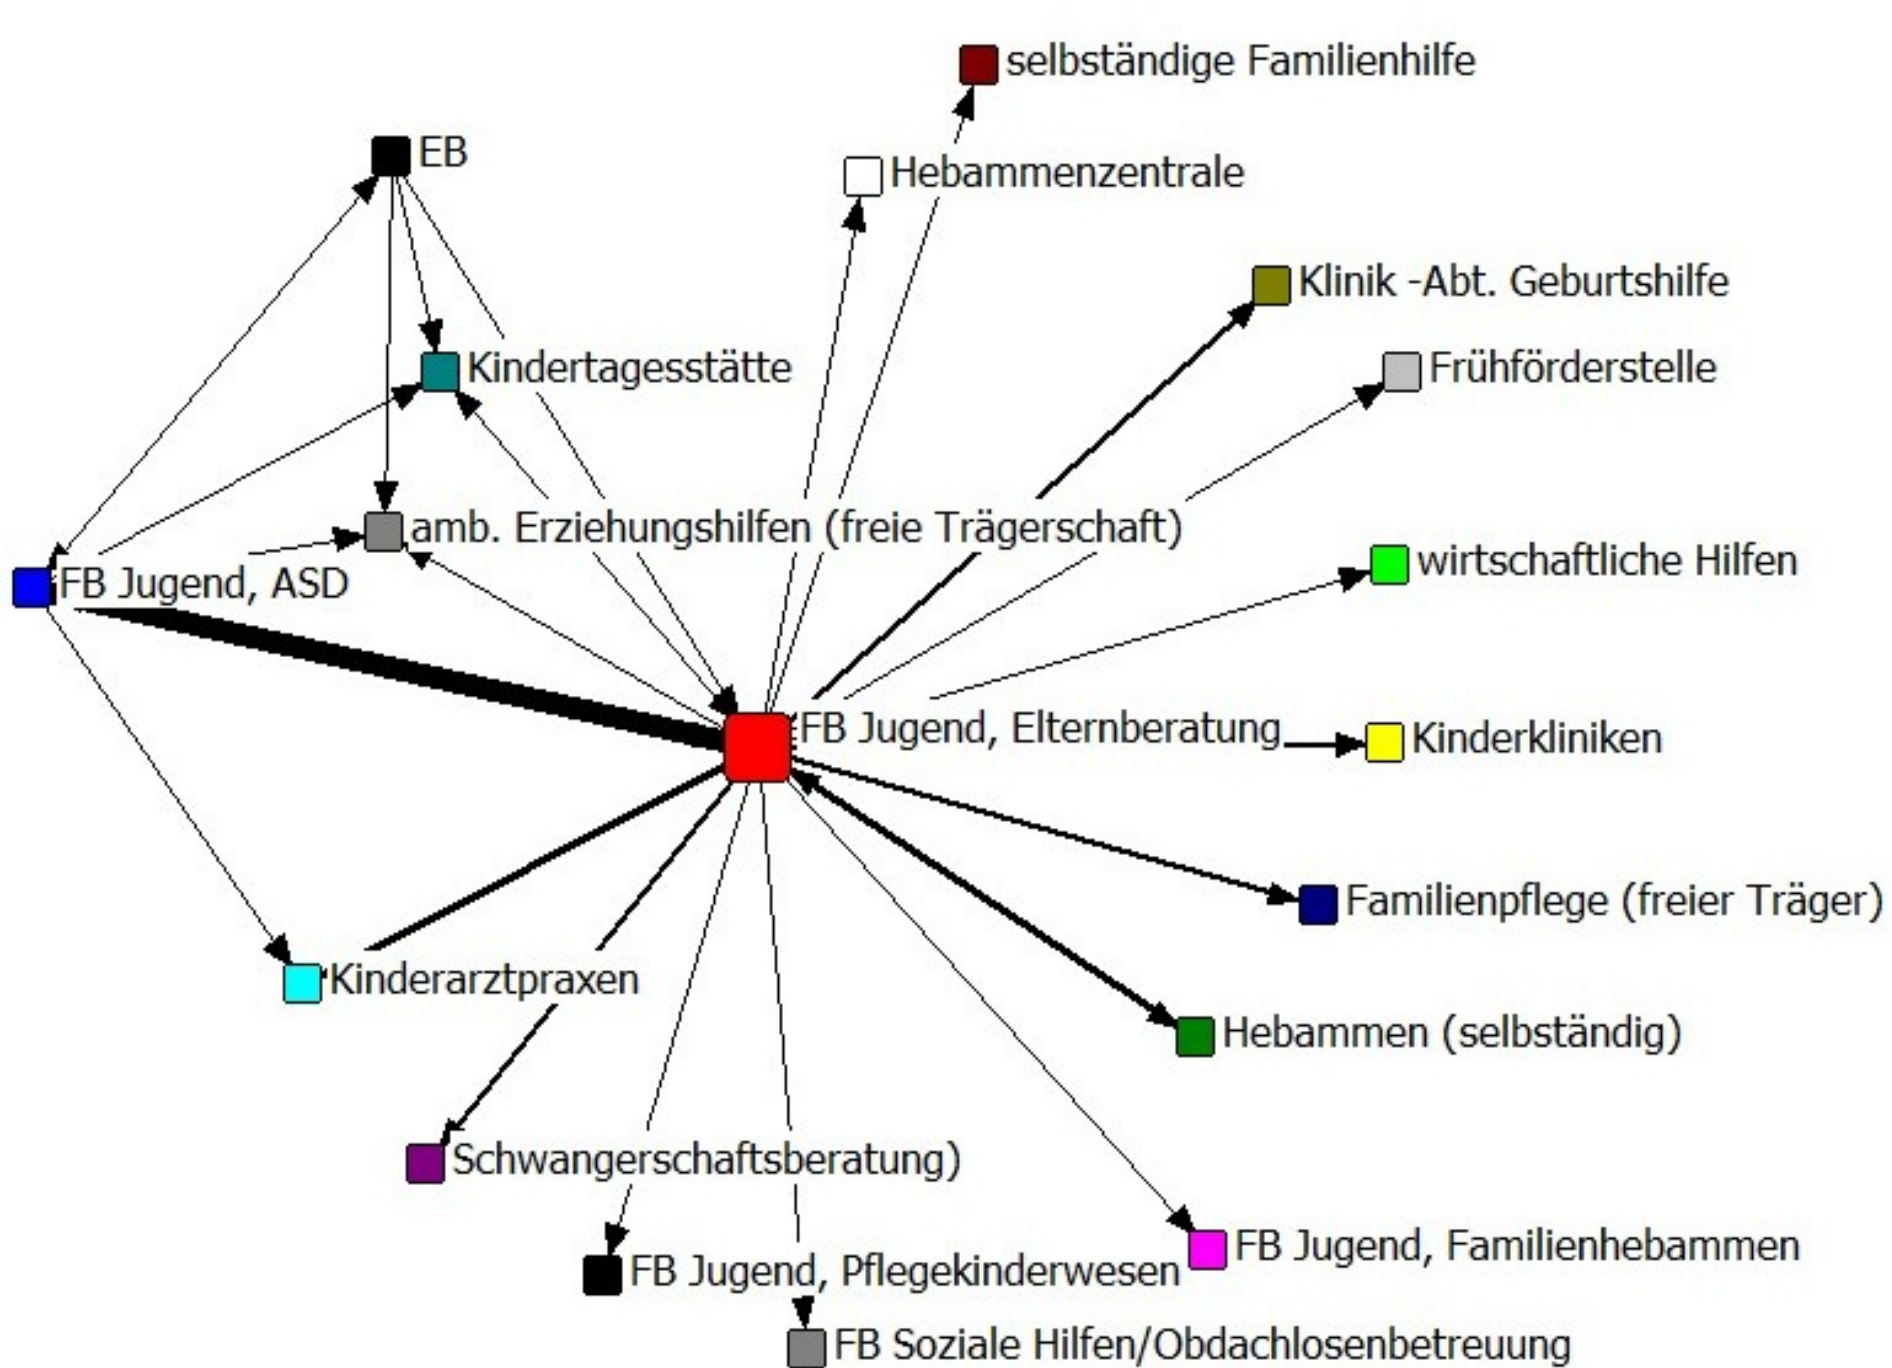 selbständige Familienhilfe
EB
Hebammenzentrale
Klinik -Abt. Geburtshilfe
Kindertagesstätte
Frühförderstelle
amb. Erziehungshilfen (freie Trägerschaft)
wirtschaftliche Hilfen
FB Jugend, ASD
FB Jugend, Elternberatung
Kinderkliniken
Familienpflege (freier Träger)
Kinderarztpraxen
Hebammen (selbständig)
Schwangerschaftsberatung)
FB Jugend, Familienhebammen
FB Jugend, Pflegekinderwesen
FB Soziale Hilfen/Obdachlosenbetreuung